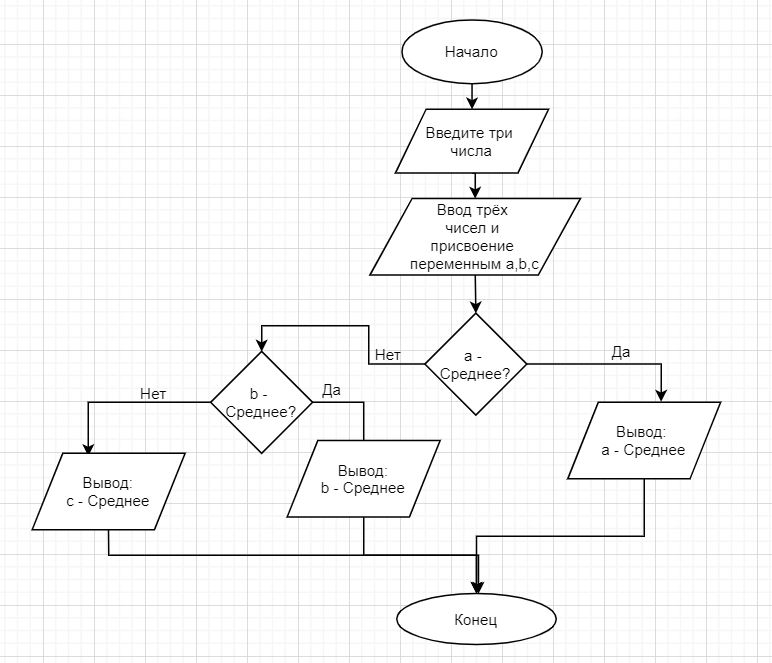 Начало
Введите три
числа
Ввод трёх
чисел и
присвоение
переменным a,b,c
a -
Среднее?
Нет
Да
b -
Среднее?
Нет
Да
Вывод:
a - Среднее
Вывод:
b - Среднее
Вывод:
c - Среднее
Конец